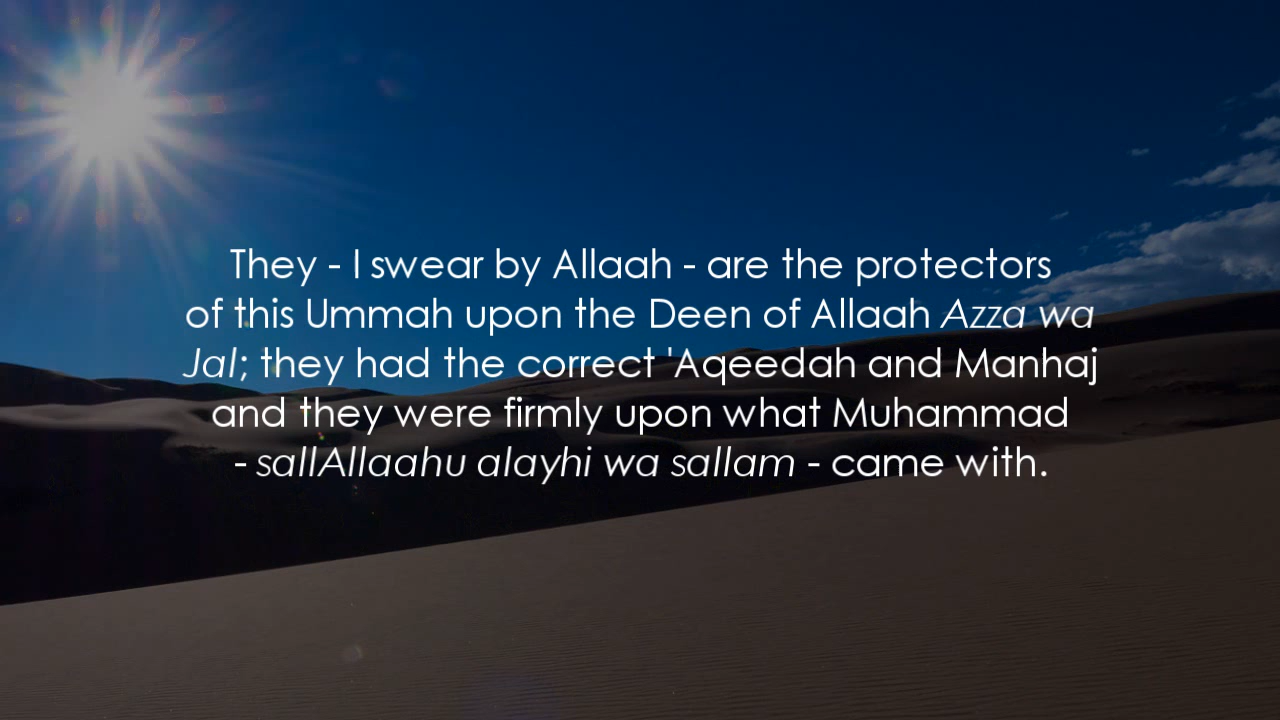 They - I swear by Allaah - are the protectors
of this Ummah upon the Deen of Allaah Azza wa
Jal; they had the correct 'Aqeedah and Manhaj
and they were firmly upon what Muhammad
- sallAllaahu alayhi wa sallam - came with.